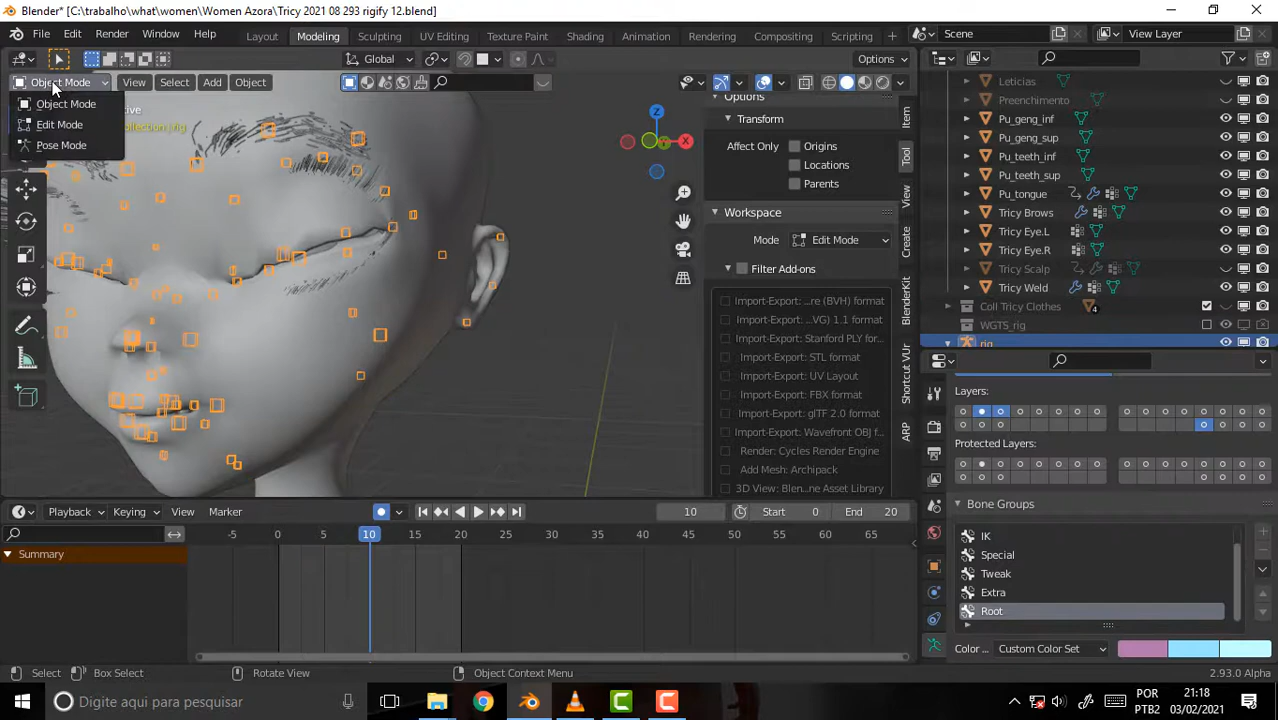 Blender* [C:\trabalho\what\women\Women Azora\Tricy 2021 08 293 rigify 12.blend]
File Edit Render Window Help Layout Modeling Sculpting UV Editing Texture Paint Shading Animation Rendering Compositing Scripting Scene View Layer
Global Options
Object Mode View Select Add Object
Object Mode
Edit Mode
Pose Mode
Options
Transform
Affect Only Origins
Locations
Parents
Workspace
Mode Edit Mode
Filter Add-ons
Import-Export: ...re (BVH) format
Import-Export: ...VG) 1.1 format
Import-Export: Stanford PLY for...
Import-Export: STL format
Import-Export: UV Layout
Import-Export: FBX format
Import-Export: glTF 2.0 format
Import-Export: Wavefront OBJ f...
Render: Cycles Render Engine
Add Mesh: Archipack
3D View: Blen...ne Asset Library
Item
Tool
View
Create
BlenderKit
Shortcut VUr
ARP
Leticias
Preenchimento
Pu_geng_inf
Pu_geng_sup
Pu_teeth_inf
Pu_teeth_sup
Pu_tongue
Tricy Brows
Tricy Eye.L
Tricy Eye.R
Tricy Scalp
Tricy Weld
Coll Tricy Clothes 4
WGTS_rig
rig
Layers:
Protected Layers:
Bone Groups
IK
Special
Tweak
Extra
Root
Color ... Custom Color Set
Playback Keying View Marker 10 Start 0 End 20
-5 0 5 10 15 20 25 30 35 40 45 50 55 60 65
Summary
Select Box Select Rotate View Object Context Menu 2.93.0 Alpha
Digite aqui para pesquisar
POR
PTB2
21:18
08/02/2021